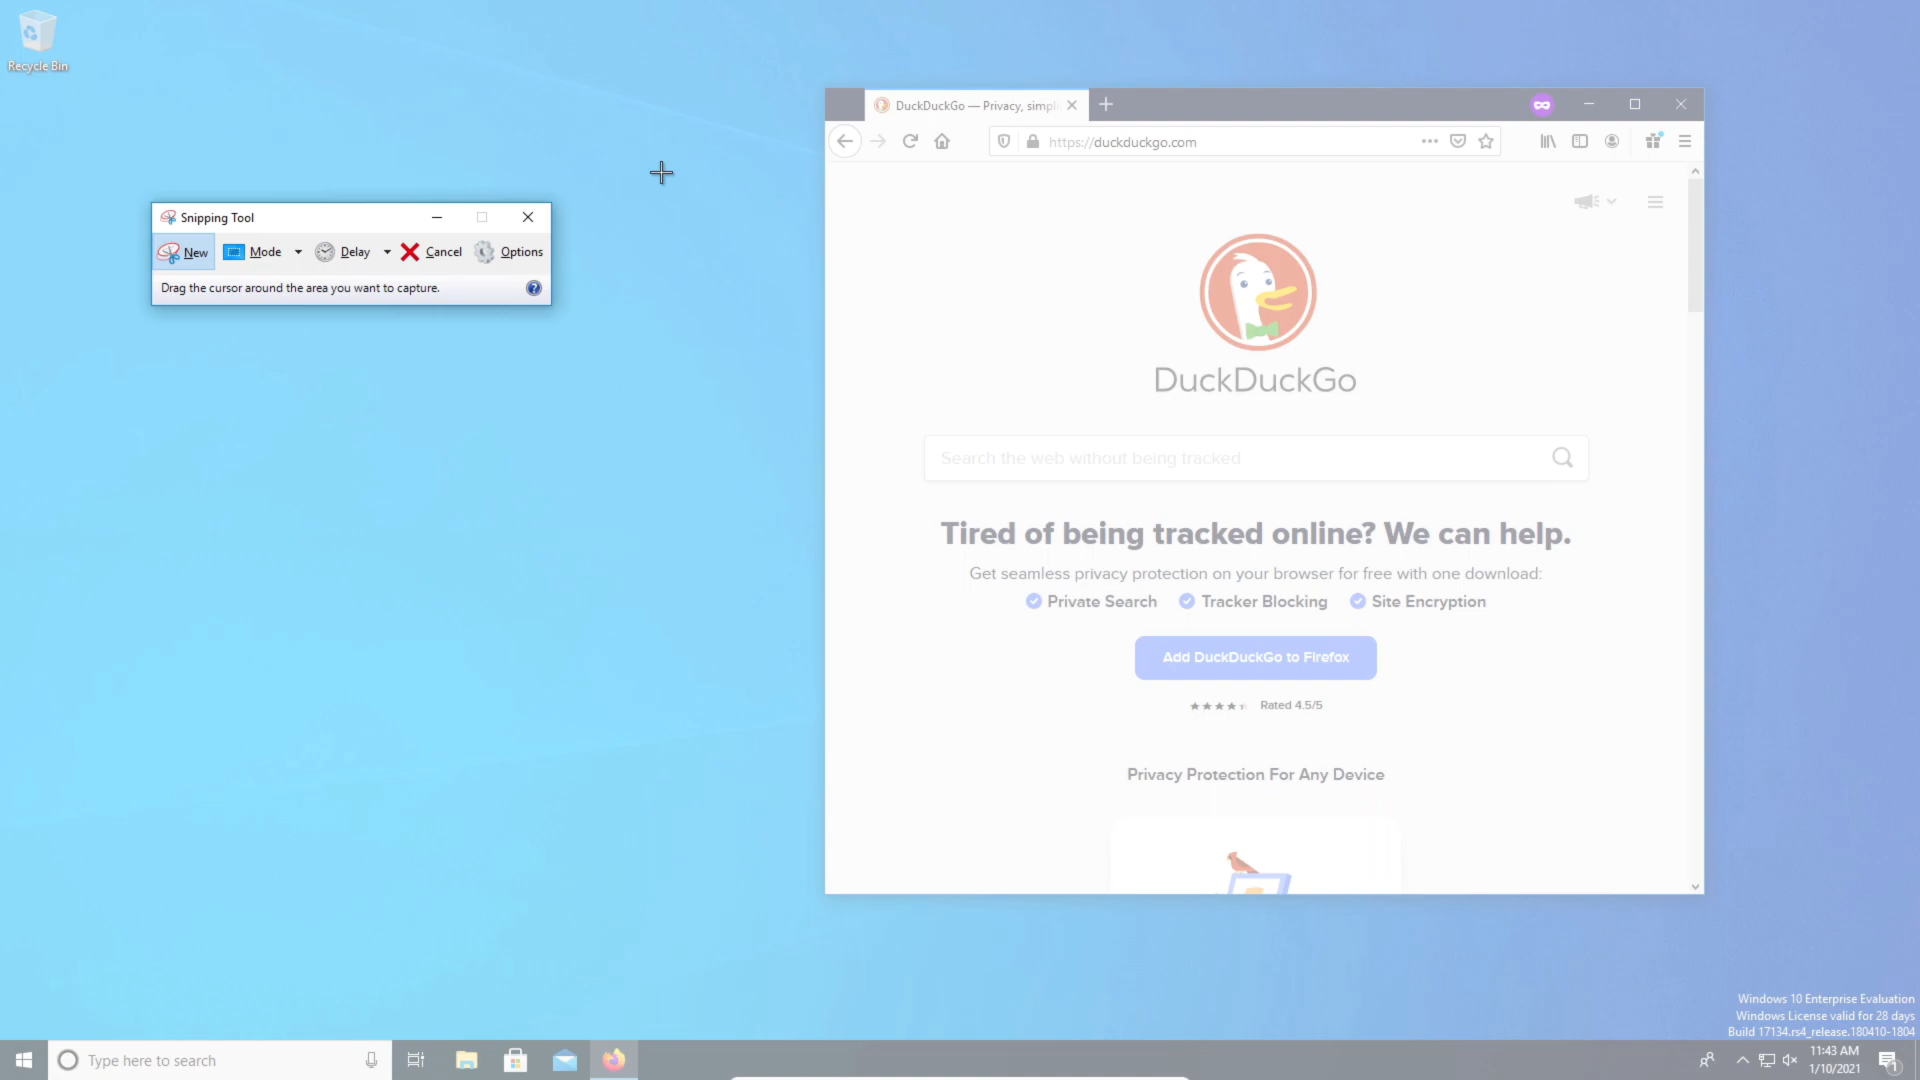 Recycle Bin
DuckDuckGo — Privacy, simpli
https://duckduckgo.com
Snipping Tool
New Mode Delay Cancel Options
Drag the cursor around the area you want to capture.
DuckDuckGo
Search the web without being tracked
Tired of being tracked online? We can help.
Get seamless privacy protection on your browser for free with one download:
Private Search Tracker Blocking Site Encryption
Add DuckDuckGo to Firefox
Rated 4.5/5
Privacy Protection For Any Device
Windows 10 Enterprise Evaluation
Windows License valid for 28 days
Build 17134.rs4_release.180410-1804
Type here to search
11:43 AM
1/10/2021
1